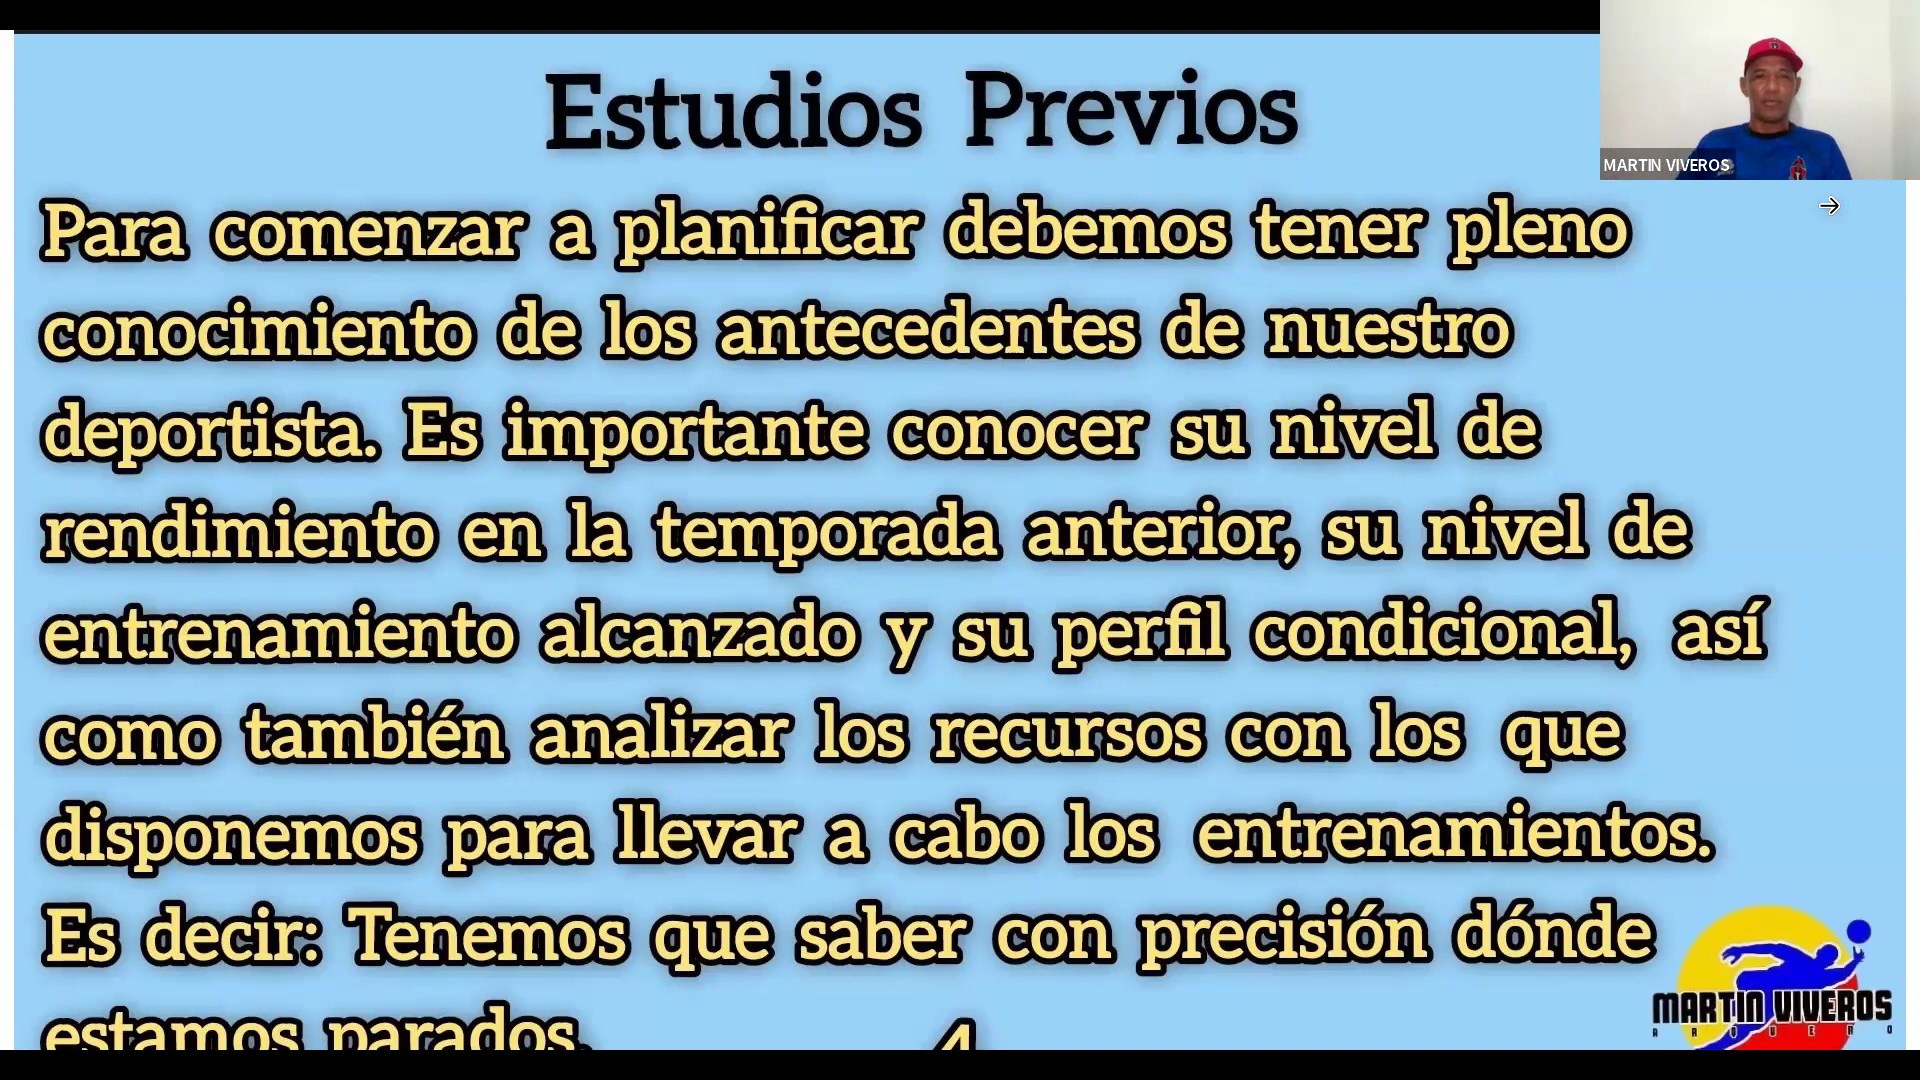 Estudios Previos
MARTIN VIVEROS
Para comenzar a planificar debemos tener pleno
conocimiento de los antecedentes de nuestro
deportista. Es importante conocer su nivel de
rendimiento en la temporada anterior, su nivel de
entrenamiento alcanzado y su perfil condicional, así
como también analizar los recursos con los que
disponemos para llevar a cabo los entrenamientos.
Es decir: Tenemos que saber con precisión dónde
estamos parados.
4
MARTIN VIVEROS
ARQUERO